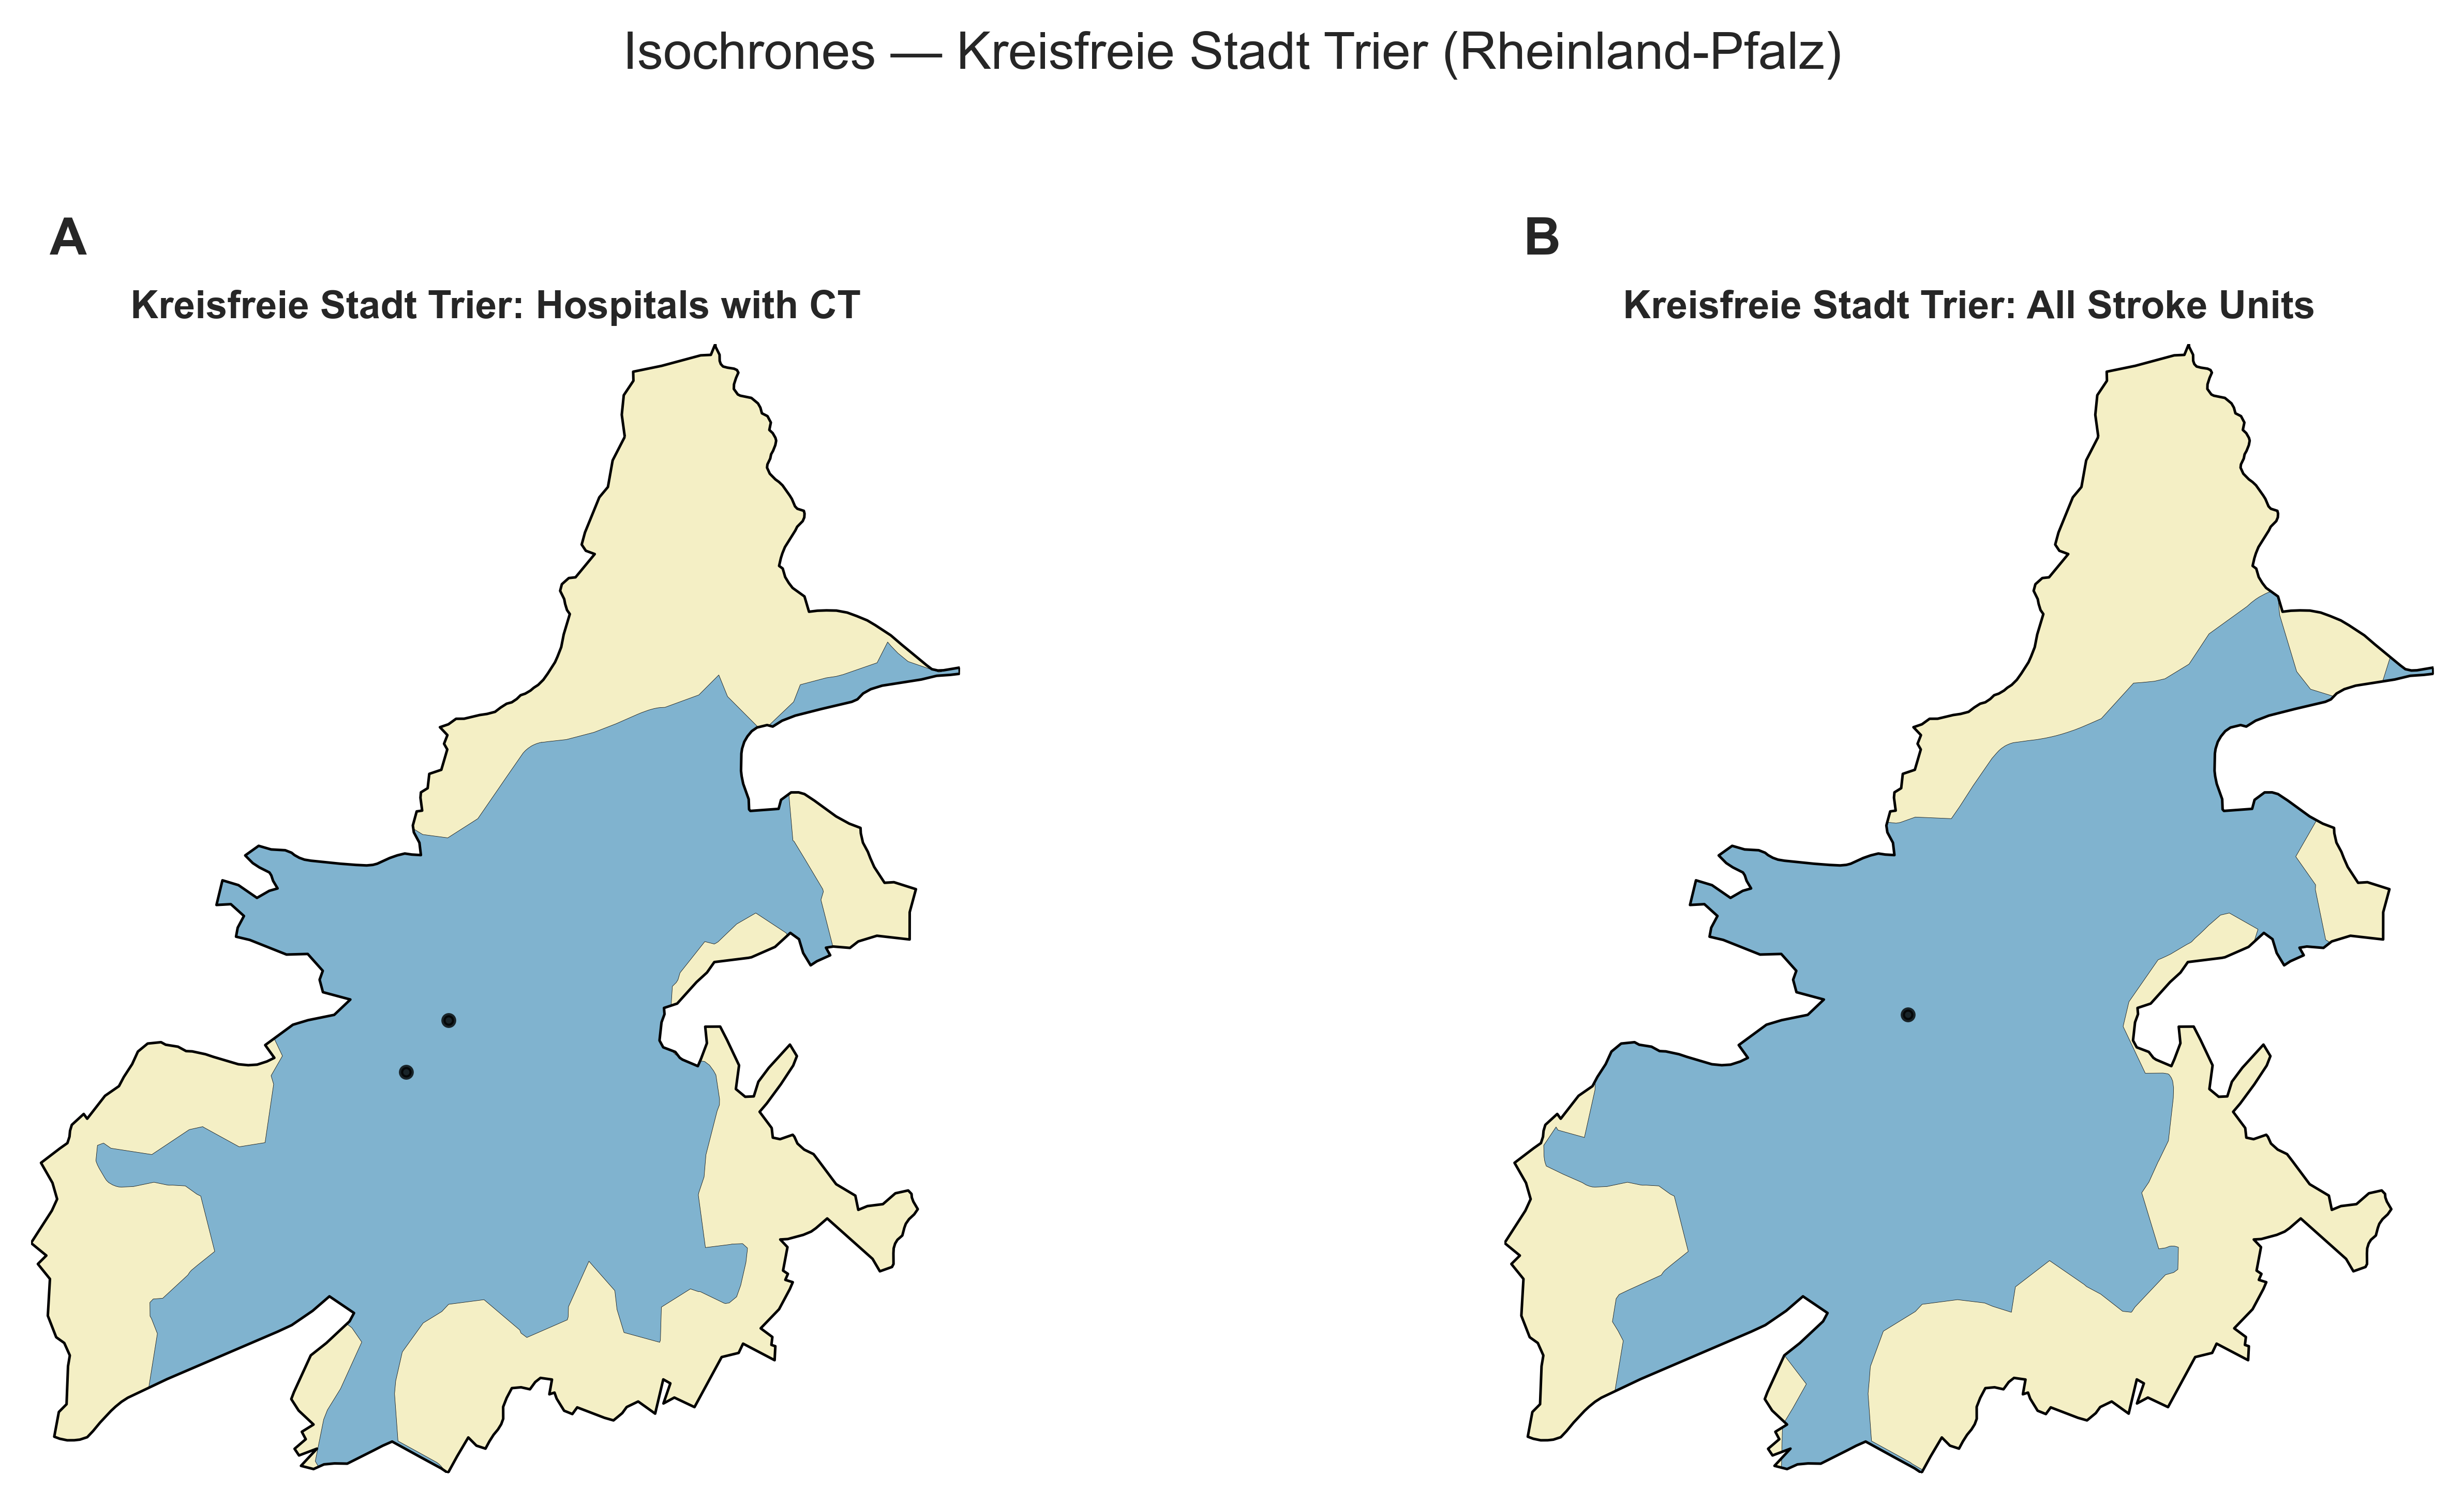 Isochrones — Kreisfreie Stadt Trier (Rheinland-Pfalz)
A
Kreisfreie Stadt Trier: Hospitals with CT
B
Kreisfreie Stadt Trier: All Stroke Units